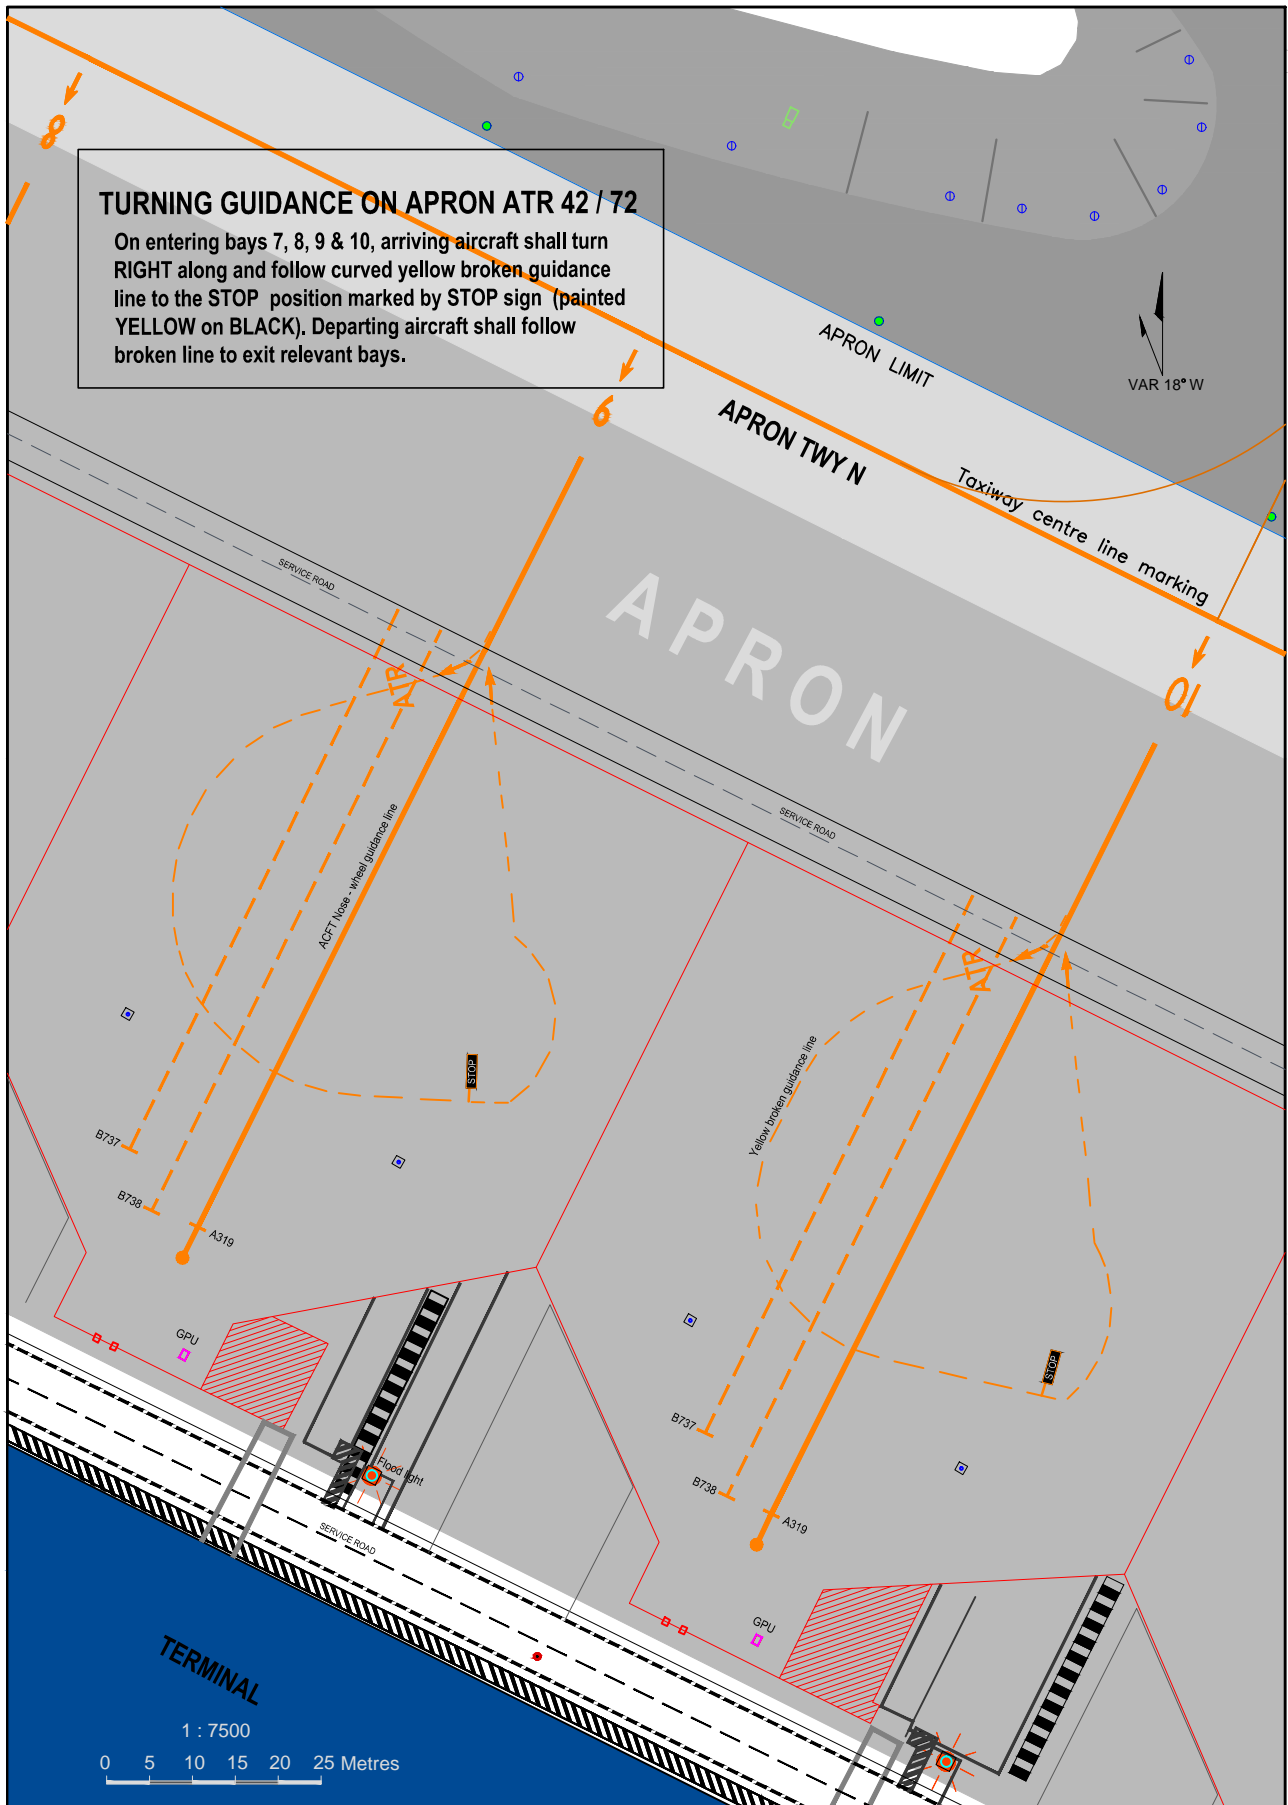 8
TURNING GUIDANCE ON APRON ATR 42 / 72
On entering bays 7, 8, 9 & 10, arriving aircraft shall turn
RIGHT along and follow curved yellow broken guidance
line to the STOP position marked by STOP sign (painted
YELLOW on BLACK). Departing aircraft shall follow
broken line to exit relevant bays.
APRON LIMIT
VAR 18° W
9
APRON TWY N
Taxiway centre line marking
SERVICE ROAD
APRON
ATR
10
ACFT Nose - wheel guidance line
SERVICE ROAD
ATR
STOP
Yellow broken guidance line
B737
B738
A319
GPU
STOP
B737
B738
A319
Flood light
SERVICE ROAD
GPU
TERMINAL
1 : 7500
0 5 10 15 20 25 Metres